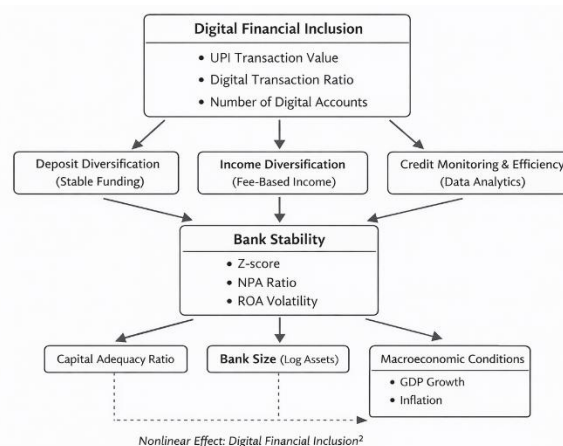 Digital Financial Inclusion
• UPI Transaction Value
• Digital Transaction Ratio
• Number of Digital Accounts
Deposit Diversification
(Stable Funding)
Income Diversification
(Fee-Based Income)
Credit Monitoring & Efficiency
(Data Analytics)
Bank Stability
• Z-score
• NPA Ratio
• ROA Volatility
Capital Adequacy Ratio
Bank Size (Log Assets)
Macroeconomic Conditions
• GDP Growth
• Inflation
Nonlinear Effect: Digital Financial Inclusion²